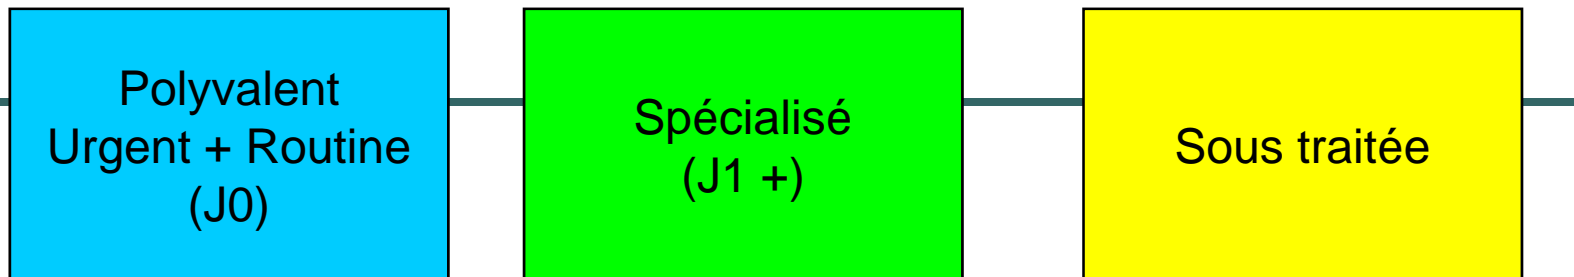 Polyvalent
Urgent + Routine
(J0)
Spécialisé
(J1 +)
Sous traitée